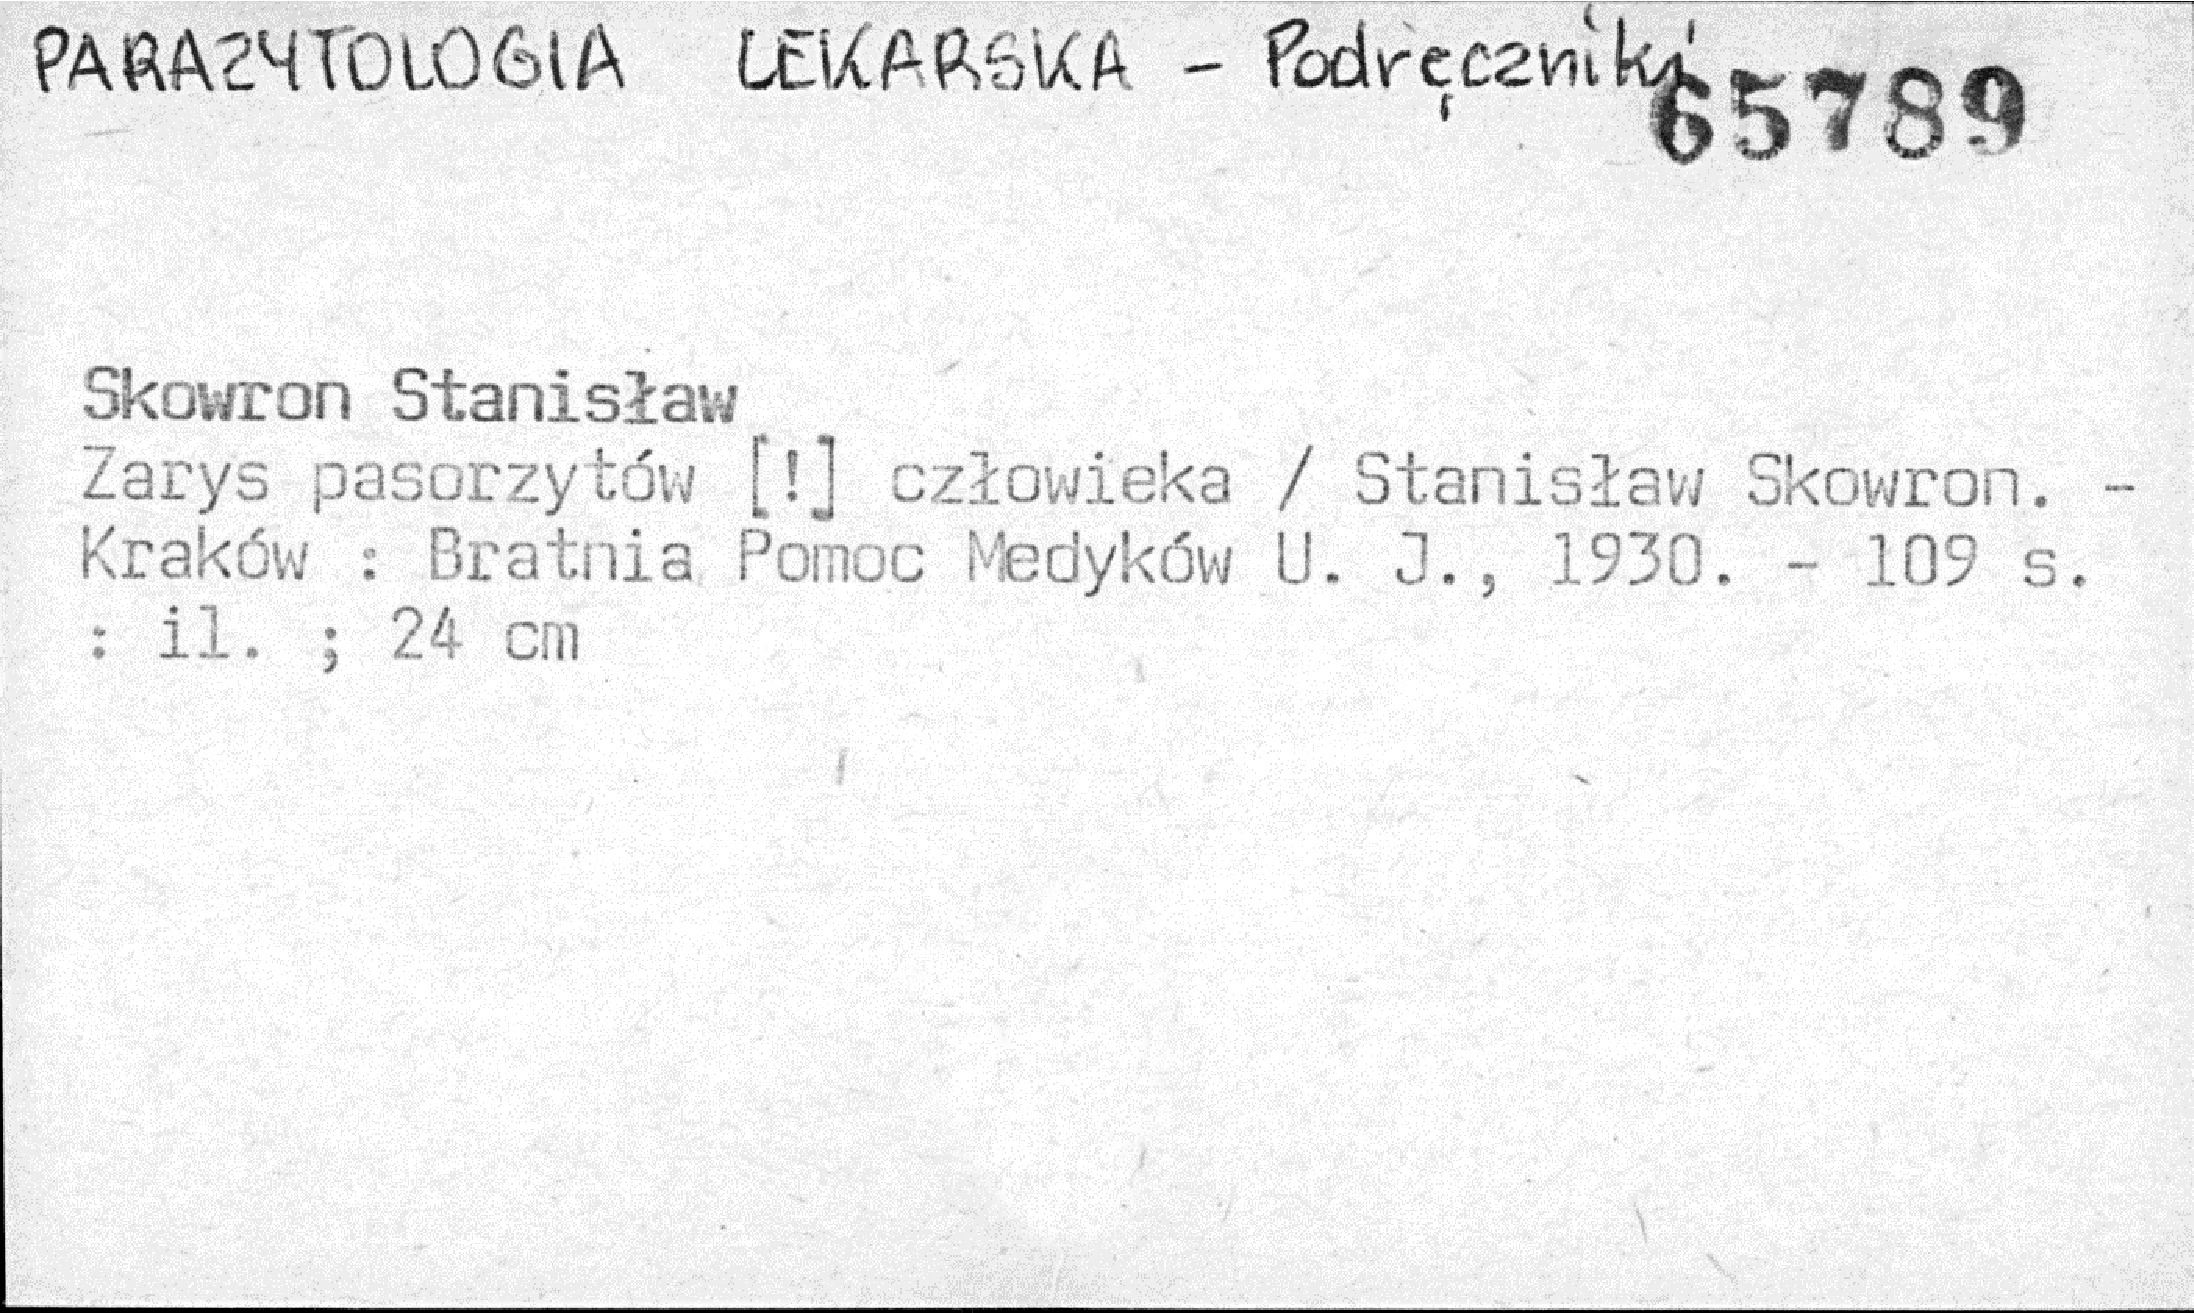 PARAZYTOLOGIA LEKARSKA - Podręczniki
65789
Skowron Stanisław
Zarys pasorzytów [!] człowieka / Stanisław Skowron. -
Kraków : Bratnia Pomoc Medyków U. J., 1930. - 109 s.
: il. ; 24 cm